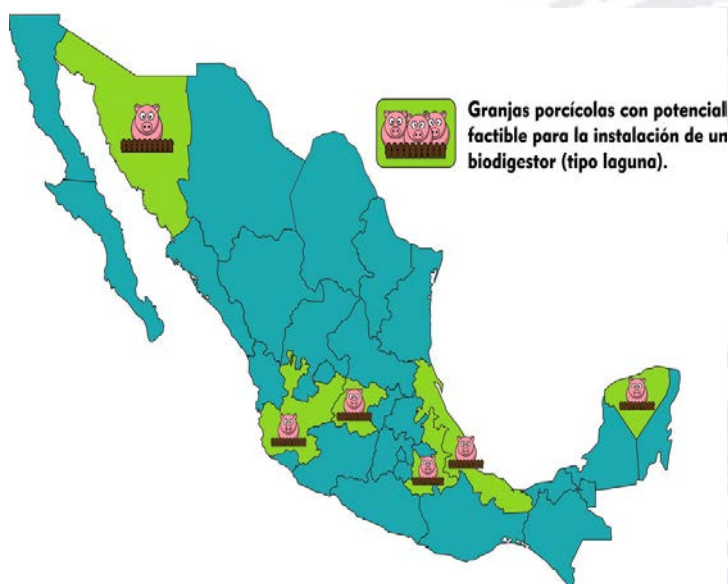 Granjas porcícolas con potencial
factible para la instalación de un
biodigestor (tipo laguna).